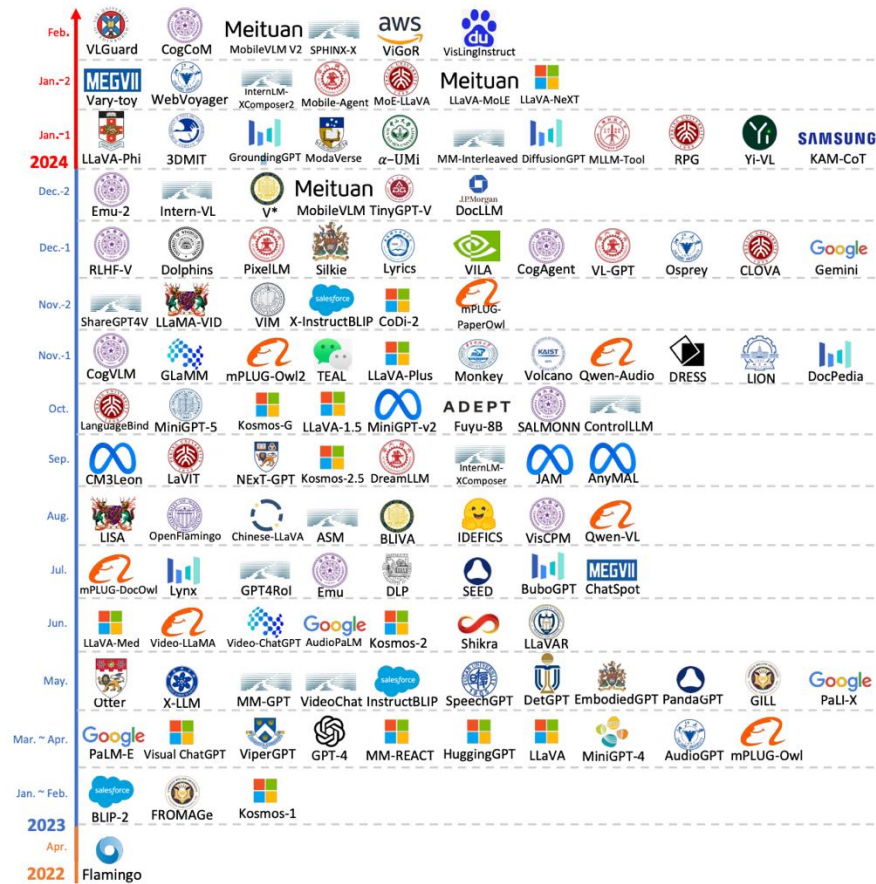 Feb.
Meituan aws
du
VLGuard CogCoM MobileVLM V2 SPHINX-X ViGoR VisLingInstruct
Jan.-2
MEGVII Meituan
Vary-toy WebVoyager InternLM-XComposer2 Mobile-Agent MoE-LLaVA LLaVA-MoLE LLaVA-NeXT
Jan.-1
2024
Yi SAMSUNG
LLaVA-Phi 3DMIT GroundingGPT ModaVerse α-UMi MM-Interleaved DiffusionGPT MLLM-Tool RPG Yi-VL KAM-CoT
Dec.-2
Meituan J.P.Morgan
Emu-2 Intern-VL V* MobileVLM TinyGPT-V DocLLM
Dec.-1
Google
RLHF-V Dolphins PixelLM Silkie Lyrics VILA CogAgent VL-GPT Osprey CLOVA Gemini
Nov.-2
salesforce
ShareGPT4V LLaMA-VID VIM X-InstructBLIP CoDi-2 mPLUG-PaperOwl
Nov.-1
KAIST
CogVLM GLaMM mPLUG-Owl2 TEAL LLaVA-Plus Monkey Volcano Qwen-Audio DRESS LION DocPedia
Oct.
ADEPT
LanguageBind MiniGPT-5 Kosmos-G LLaVA-1.5 MiniGPT-v2 Fuyu-8B SALMONN ControlLLM
Sep.
CM3Leon LaVIT NExT-GPT Kosmos-2.5 DreamLLM InternLM-XComposer JAM AnyMAL
Aug.
LISA OpenFlamingo Chinese-LLaVA ASM BLIVA IDEFICS VisCPM Qwen-VL
Jul.
MEGVII
mPLUG-DocOwl Lynx GPT4RoI Emu DLP SEED BuboGPT ChatSpot
Jun.
Google
LLaVA-Med Video-LLaMA Video-ChatGPT AudioPaLM Kosmos-2 Shikra LLaVAR
May.
salesforce Google
Otter X-LLM MM-GPT VideoChat InstructBLIP SpeechGPT DetGPT EmbodiedGPT PandaGPT GILL PaLI-X
Mar. ~ Apr.
Google
PaLM-E Visual ChatGPT ViperGPT GPT-4 MM-REACT HuggingGPT LLaVA MiniGPT-4 AudioGPT mPLUG-Owl
Jan. ~ Feb.
salesforce
BLIP-2 FROMAGe Kosmos-1
2023
Apr.
2022
Flamingo